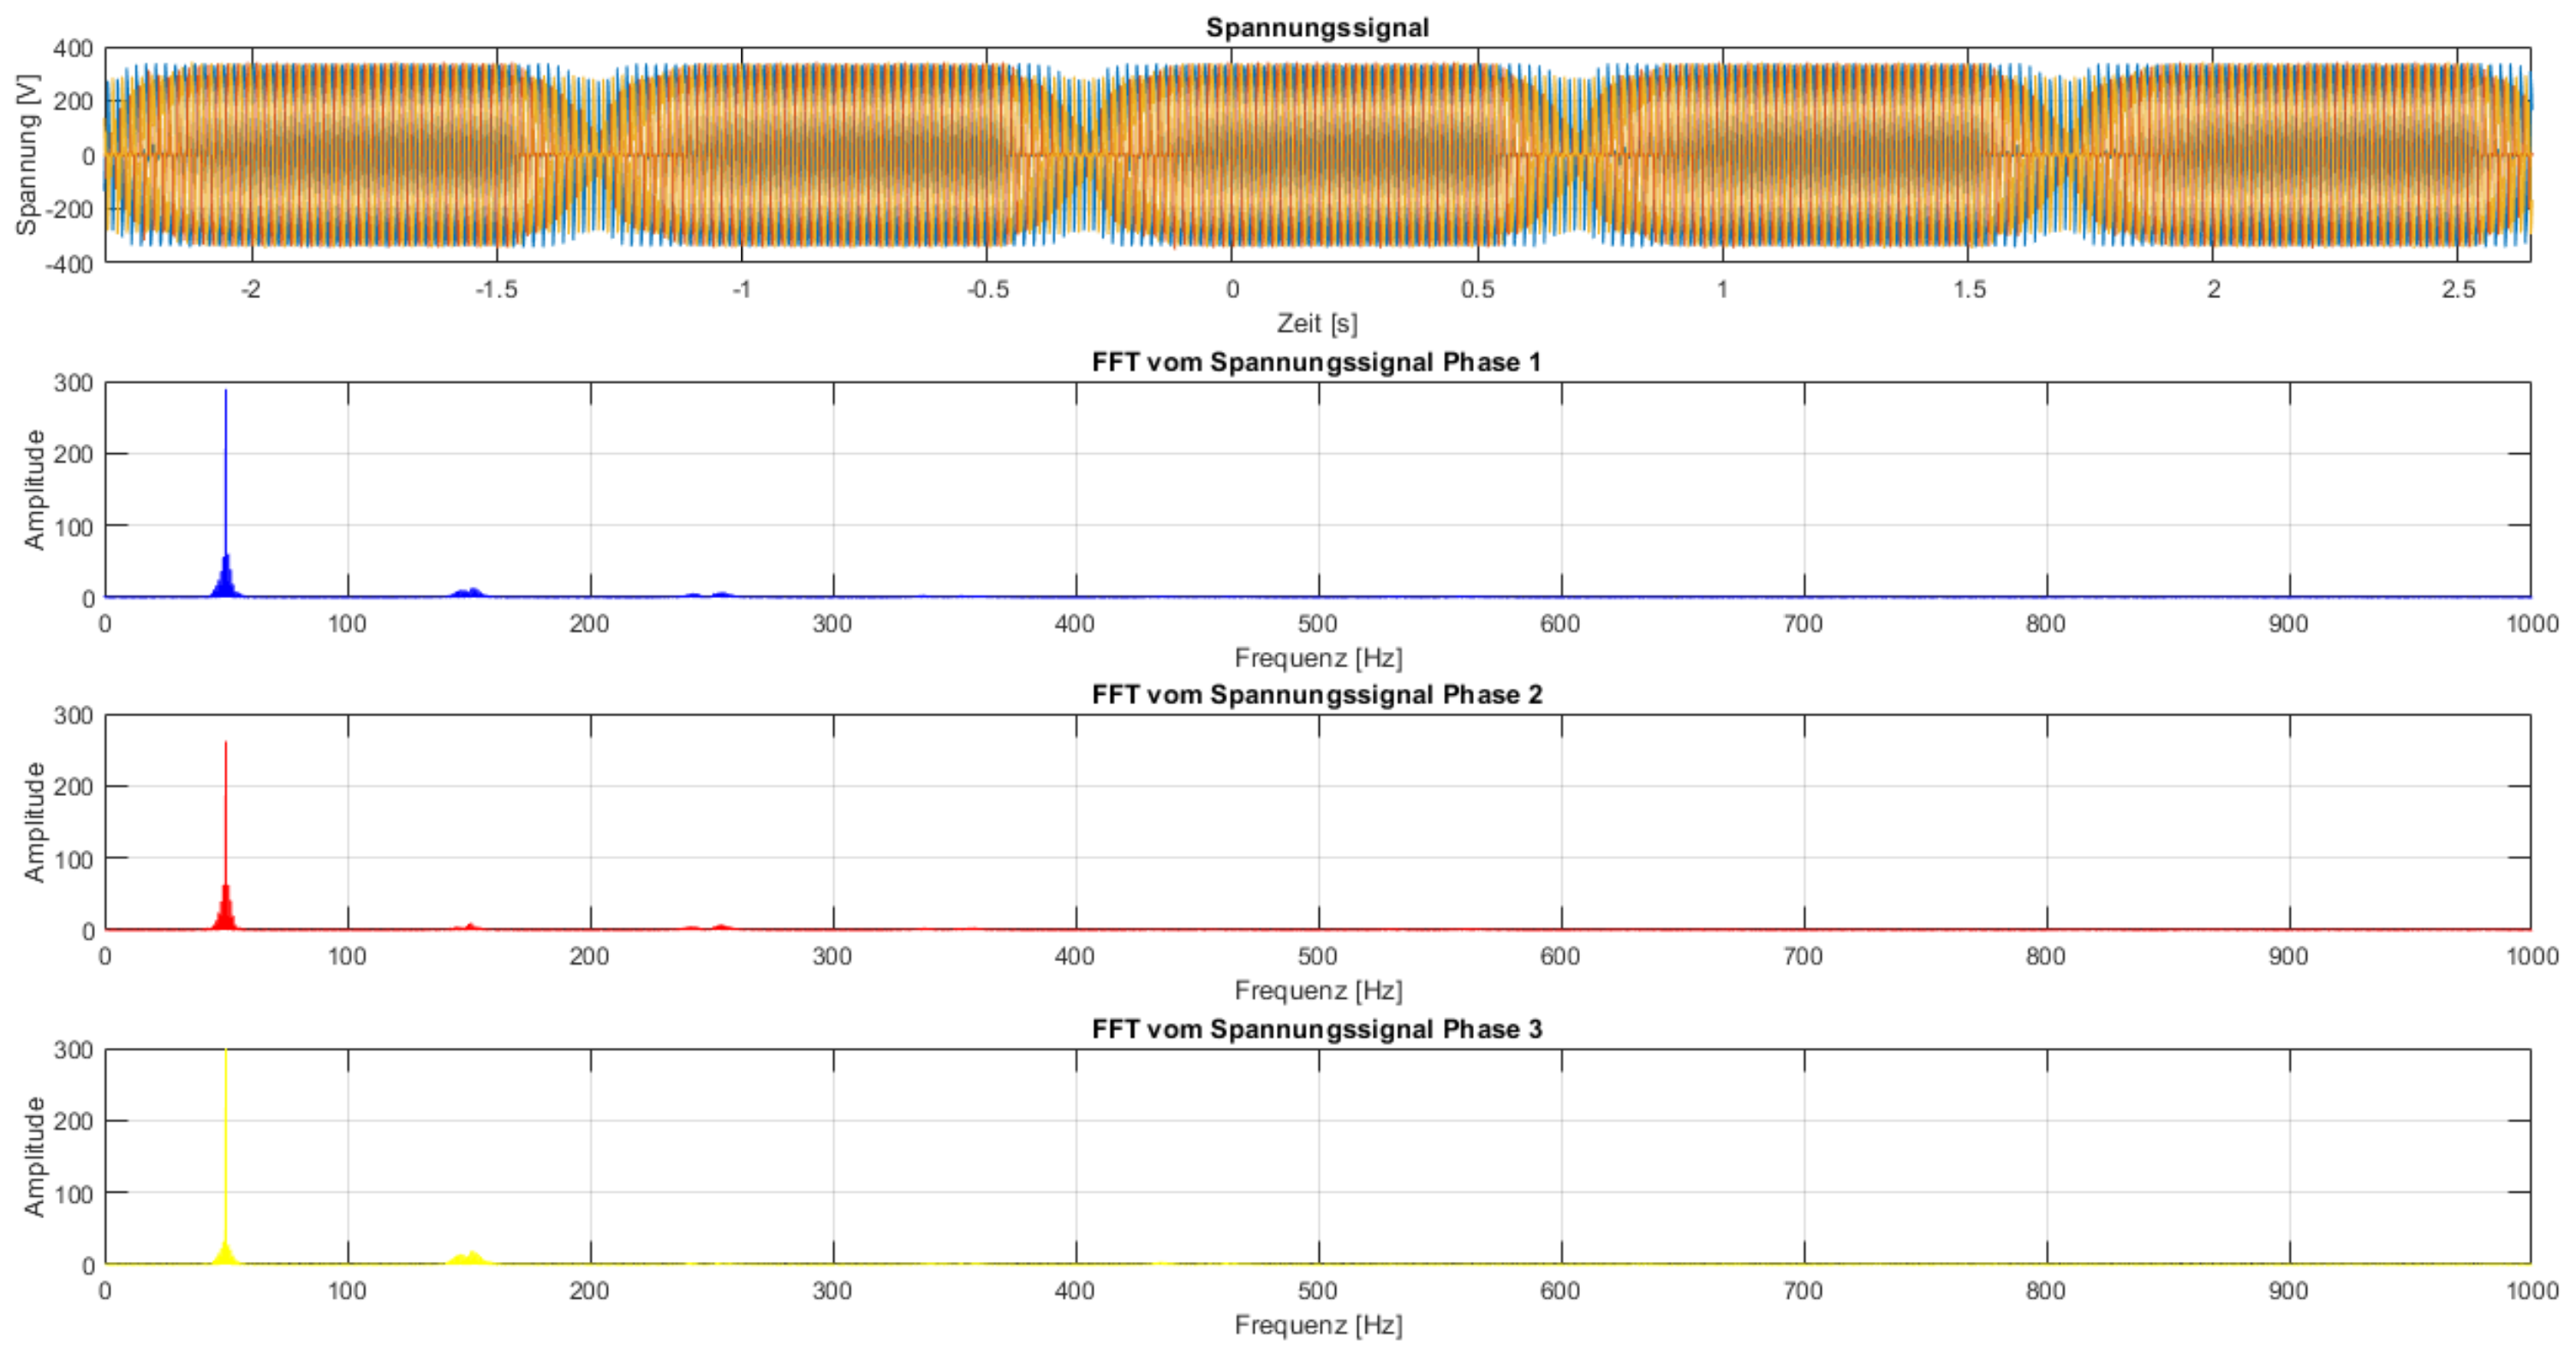 Spannungssignal
400
200
0
-200
-400
Spannung [V]
-2 -1.5 -1 -0.5 0 0.5 1 1.5 2 2.5
Zeit [s]
FFT vom Spannungssignal Phase 1
300
200
100
0
Amplitude
0 100 200 300 400 500 600 700 800 900 1000
Frequenz [Hz]
FFT vom Spannungssignal Phase 2
300
200
100
0
Amplitude
0 100 200 300 400 500 600 700 800 900 1000
Frequenz [Hz]
FFT vom Spannungssignal Phase 3
300
200
100
0
Amplitude
0 100 200 300 400 500 600 700 800 900 1000
Frequenz [Hz]